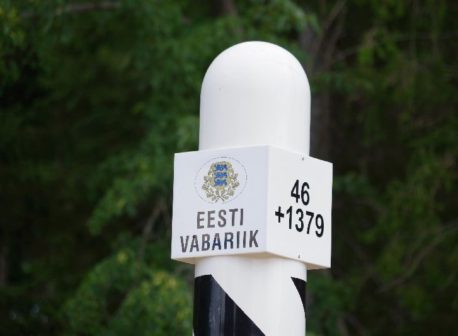 EESTI
VABARIIK
46
+1379